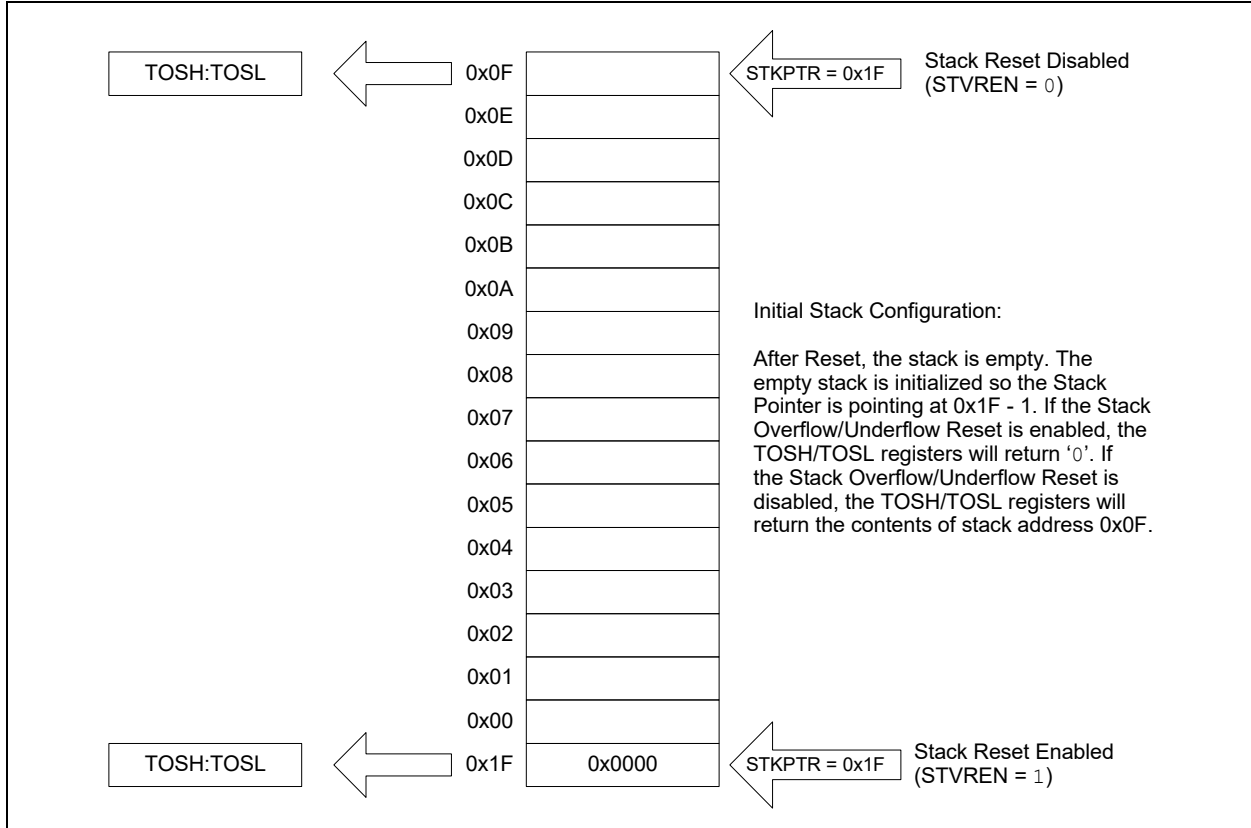 TOSH:TOSL
0x0F
STKPTR = 0x1F
Stack Reset Disabled
(STVREN = 0)
0x0E
0x0D
0x0C
0x0B
0x0A
0x09
0x08
0x07
0x06
0x05
0x04
0x03
0x02
0x01
0x00
Initial Stack Configuration:
After Reset, the stack is empty. The
empty stack is initialized so the Stack
Pointer is pointing at 0x1F - 1. If the Stack
Overflow/Underflow Reset is enabled, the
TOSH/TOSL registers will return ‘0’. If
the Stack Overflow/Underflow Reset is
disabled, the TOSH/TOSL registers will
return the contents of stack address 0x0F.
TOSH:TOSL
0x1F
0x0000
STKPTR = 0x1F
Stack Reset Enabled
(STVREN = 1)